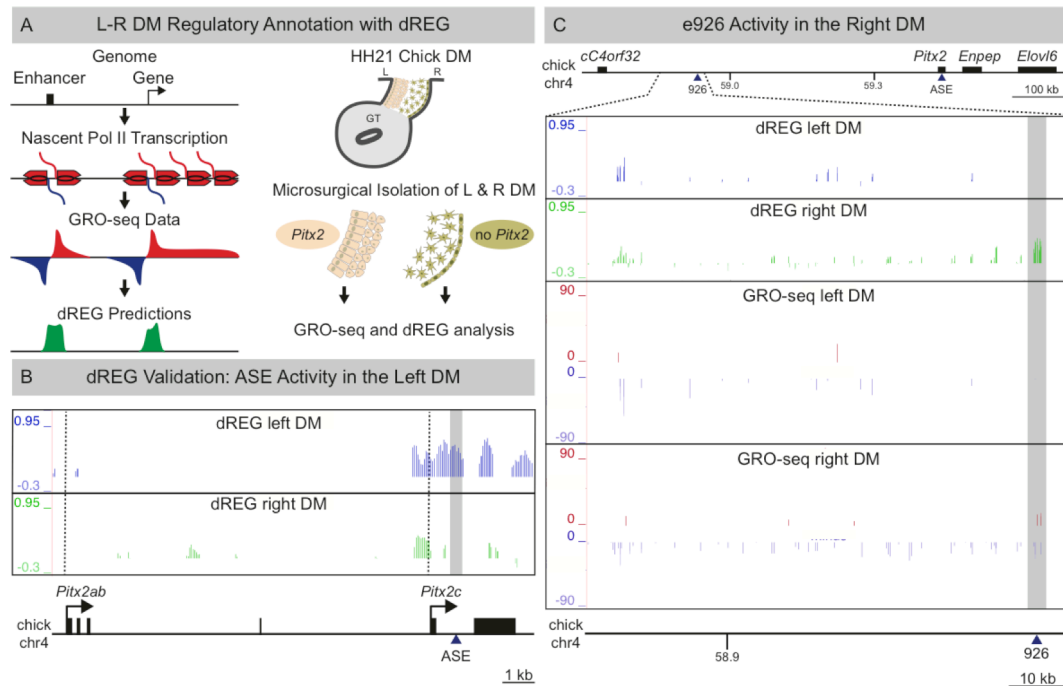 A
L-R DM Regulatory Annotation with dREG
Genome
Enhancer
Gene
Nascent Pol II Transcription
GRO-seq Data
dREG Predictions
HH21 Chick DM
L
R
GT
Microsurgical Isolation of L & R DM
Pitx2
no Pitx2
GRO-seq and dREG analysis
B
dREG Validation: ASE Activity in the Left DM
0.95
dREG left DM
-0.3
0.95
dREG right DM
-0.3
Pitx2ab
Pitx2c
chick
chr4
ASE
1 kb
C
e926 Activity in the Right DM
cC4orf32
Pitx2
Enpep
Elovl6
chick
chr4
926
59.0
59.3
ASE
100 kb
0.95
dREG left DM
-0.3
0.95
dREG right DM
-0.3
90
GRO-seq left DM
0
0
-90
90
GRO-seq right DM
0
0
-90
chick
chr4
58.9
926
10 kb